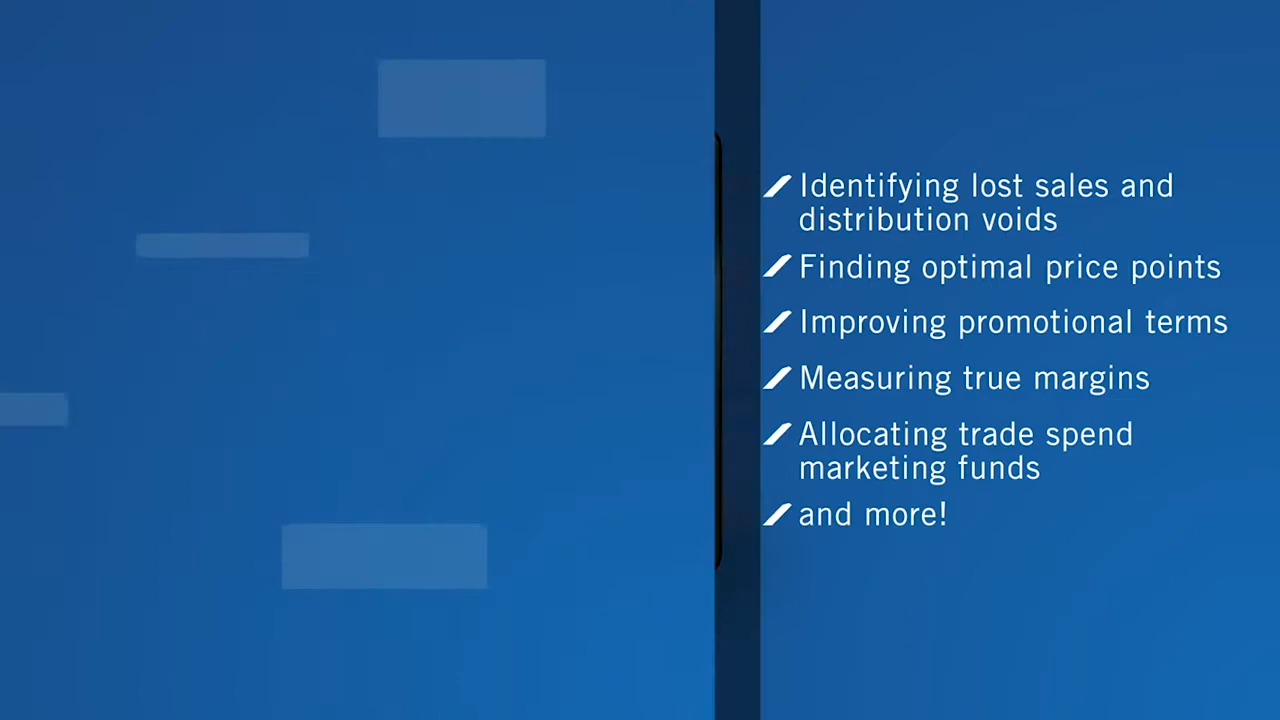 Identifying lost sales and
distribution voids
Finding optimal price points
Improving promotional terms
Measuring true margins
Allocating trade spend
marketing funds
and more!